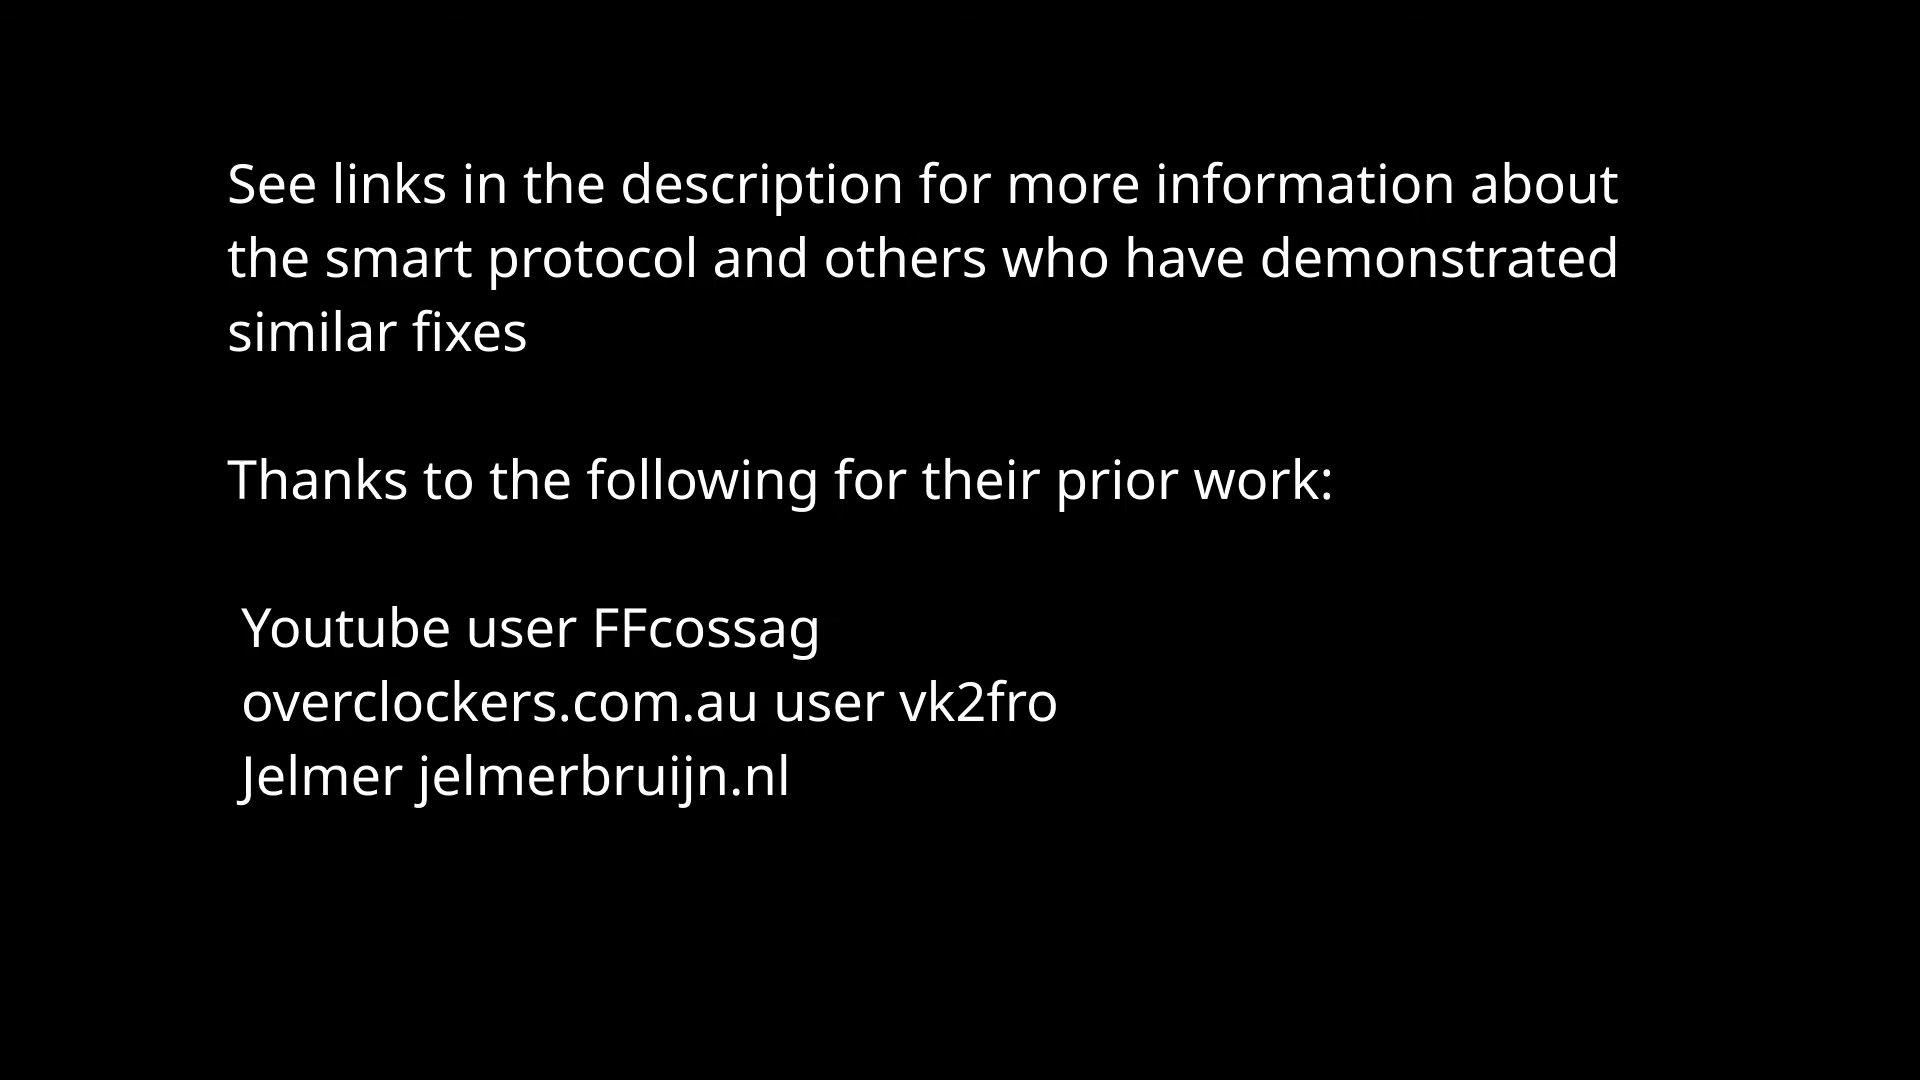 See links in the description for more information about
the smart protocol and others who have demonstrated
similar fixes
Thanks to the following for their prior work:
Youtube user FFcossag
overclockers.com.au user vk2fro
Jelmer jelmerbruijn.nl